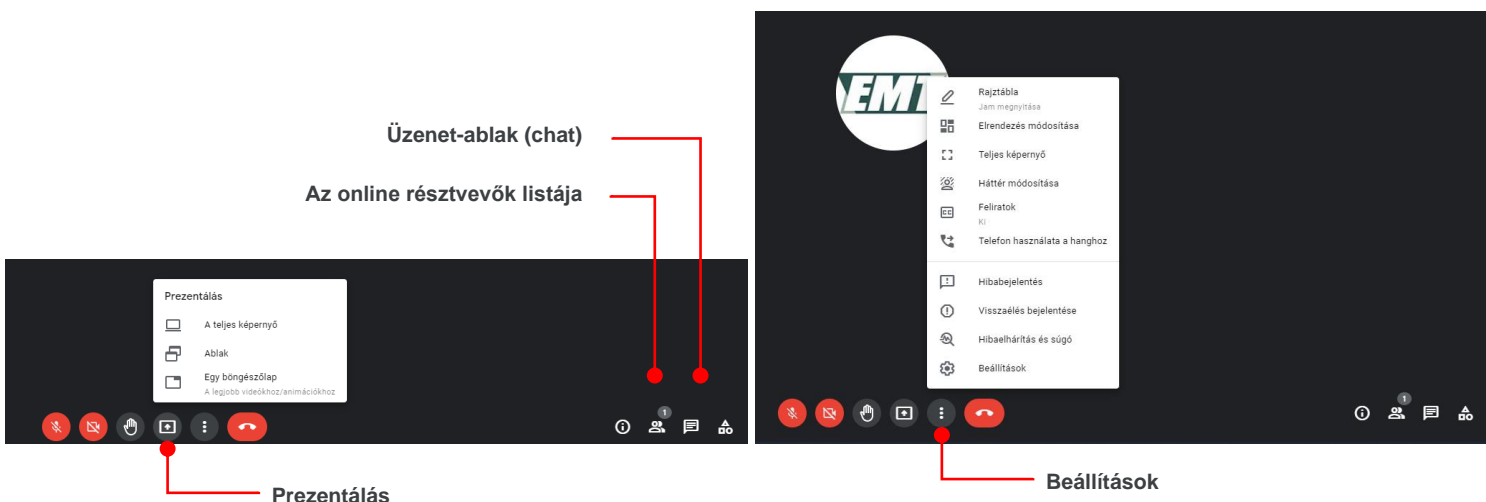 Üzenet-ablak (chat)
Az online résztvevők listája
Prezentálás
A teljes képernyő
Ablak
Egy böngészőlap
A legjobb videókhoz/animációkhoz
1
Prezentálás
EMT
Rajztábla
Jam megnyitása
Elrendezés módosítása
Teljes képernyő
Háttér módosítása
Feliratok
Ki
Telefon használata a hanghoz
Hibabejelentés
Visszaélés bejelentése
Hibaelhárítás és súgó
Beállítások
1
Beállítások